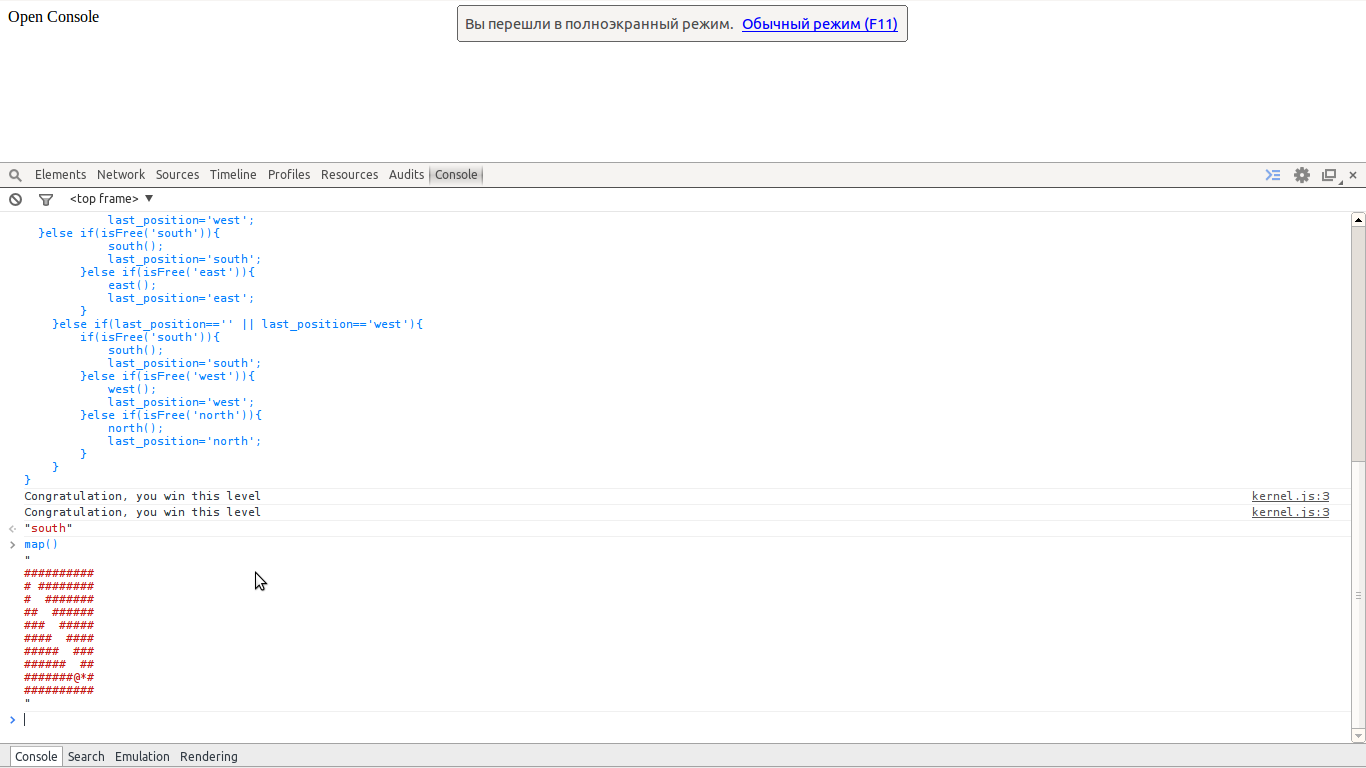 Open Console
Вы перешли в полноэкранный режим. Обычный режим (F11)
Elements Network Sources Timeline Profiles Resources Audits Console
<top frame>
last_position='west';
}else if(isFree('south')){
south();
last_position='south';
}else if(isFree('east')){
east();
last_position='east';
}
}else if(last_position=='' || last_position=='west'){
if(isFree('south')){
south();
last_position='south';
}else if(isFree('west')){
west();
last_position='west';
}else if(isFree('north')){
north();
last_position='north';
}
}
}
Congratulation, you win this level kernel.js:3
Congratulation, you win this level kernel.js:3
"south"
map()
"
##########
# ########
#  #######
##  ######
###  #####
####  ####
#####  ###
######  ##
#######@*#
##########
"
Console Search Emulation Rendering